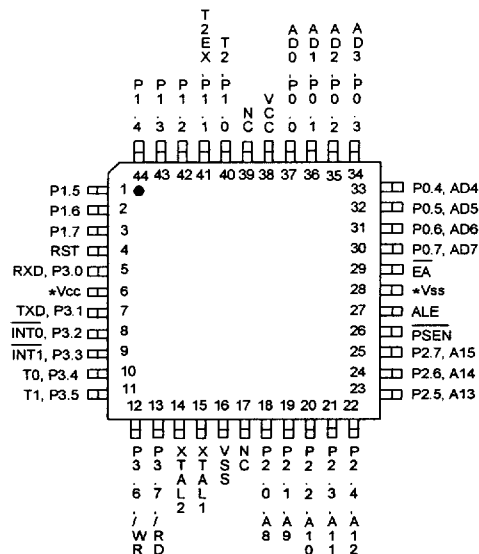 P1.4
P1.3
P1.2
T2EX, P1.1
T2, P1.0
NC
VCC
AD0, P0.0
AD1, P0.1
AD2, P0.2
AD3, P0.3
44 43 42 41 40 39 38 37 36 35 34
P1.5 1
P1.6 2
P1.7 3
RST 4
RXD, P3.0 5
*Vcc 6
TXD, P3.1 7
INT0, P3.2 8
INT1, P3.3 9
T0, P3.4 10
T1, P3.5 11
33 P0.4, AD4
32 P0.5, AD5
31 P0.6, AD6
30 P0.7, AD7
29 EA
28 *Vss
27 ALE
26 PSEN
25 P2.7, A15
24 P2.6, A14
23 P2.5, A13
12 13 14 15 16 17 18 19 20 21 22
P3.6,/WR
P3.7,/RD
XTAL2
XTAL1
VSS
NC
P2.0,A8
P2.1,A9
P2.2,A10
P2.3,A11
P2.4,A12